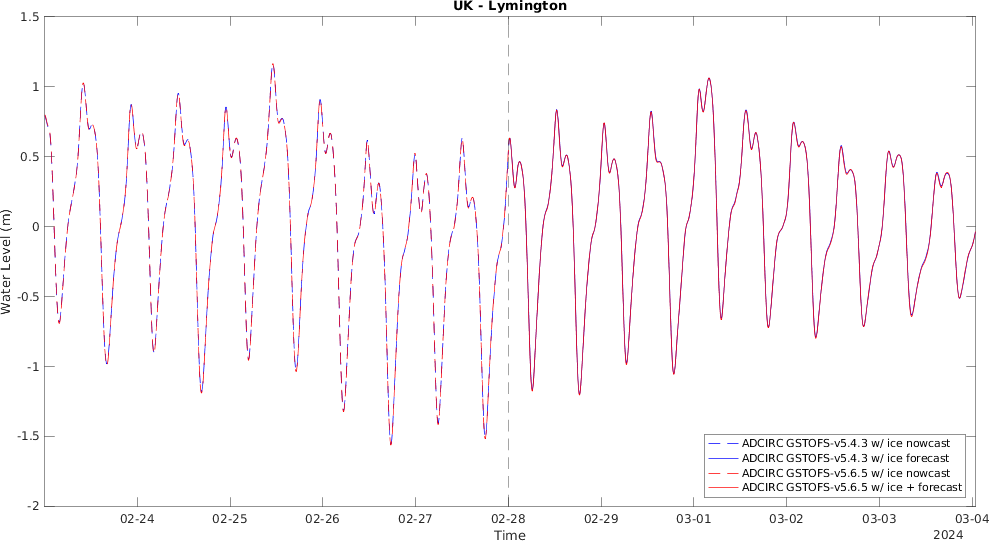 UK - Lymington
1.5
1
0.5
0
-0.5
-1
-1.5
-2
Water Level (m)
02-24 02-25 02-26 02-27 02-28 02-29 03-01 03-02 03-03 03-04
Time
2024
ADCIRC GSTOFS-v5.4.3 w/ ice nowcast
ADCIRC GSTOFS-v5.4.3 w/ ice forecast
ADCIRC GSTOFS-v5.6.5 w/ ice nowcast
ADCIRC GSTOFS-v5.6.5 w/ ice + forecast